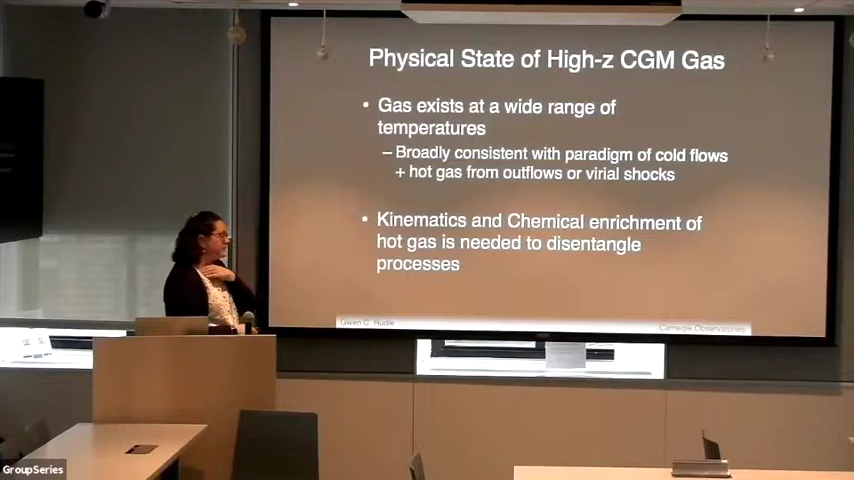 Physical State of High-z CGM Gas
• Gas exists at a wide range of
temperatures
– Broadly consistent with paradigm of cold flows
+ hot gas from outflows or virial shocks
• Kinematics and Chemical enrichment of
hot gas is needed to disentangle
processes
Gwen C. Rudie
Carnegie Observatories
GroupSeries